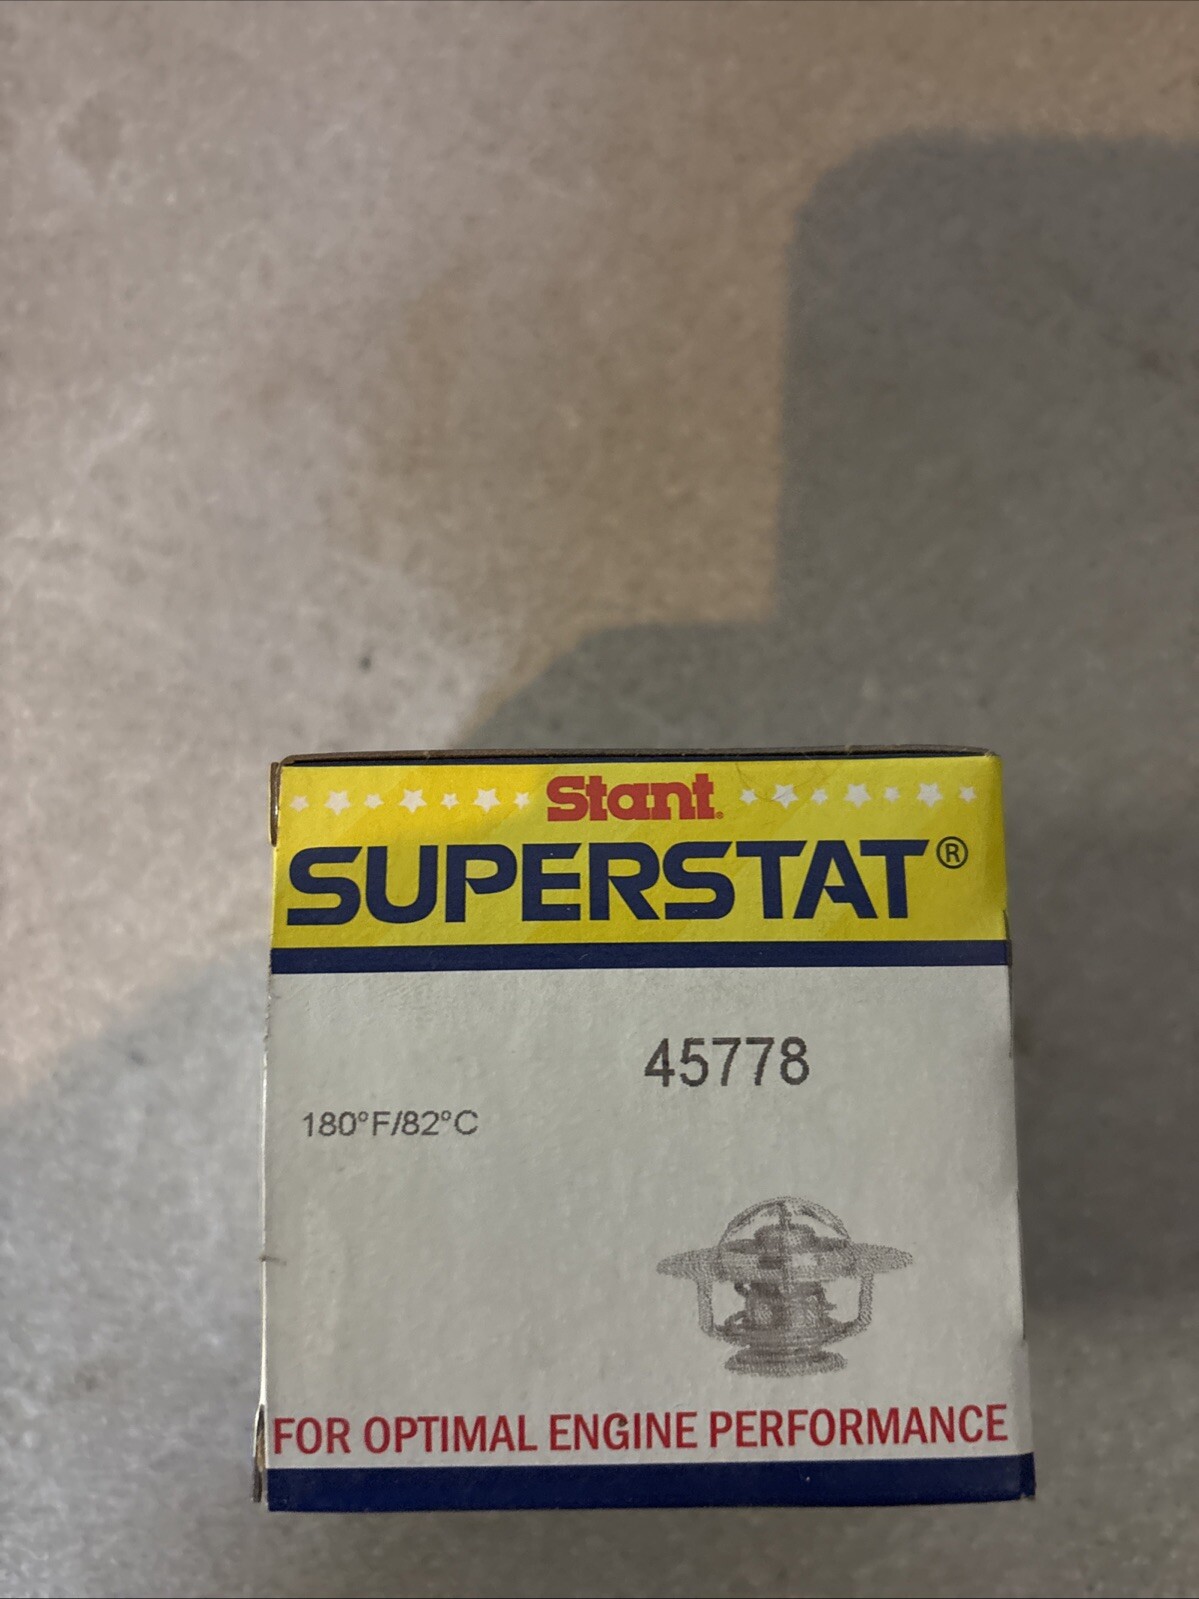 Stant
SUPERSTAT®
45778
180°F/82°C
FOR OPTIMAL ENGINE PERFORMANCE